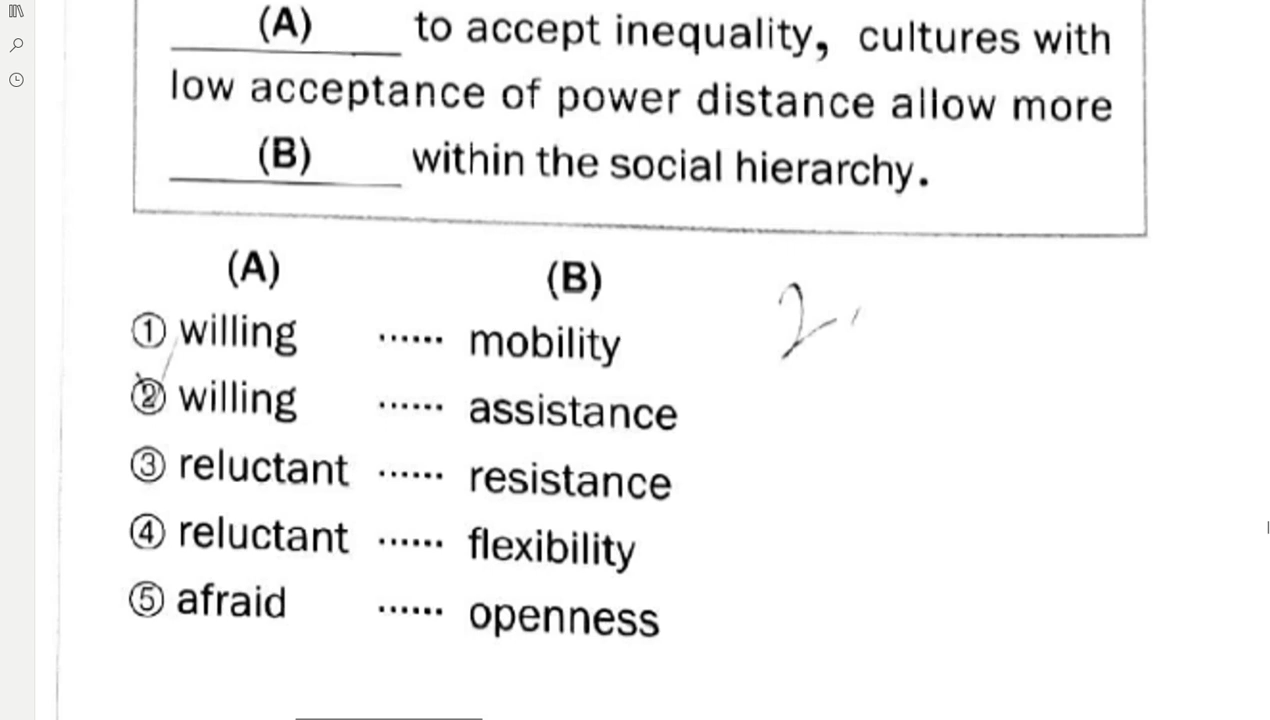 (A) to accept inequality, cultures with
low acceptance of power distance allow more
(B) within the social hierarchy.
(A) (B)
① willing ...... mobility
② willing ...... assistance
③ reluctant ...... resistance
④ reluctant ...... flexibility
⑤ afraid ...... openness
2.